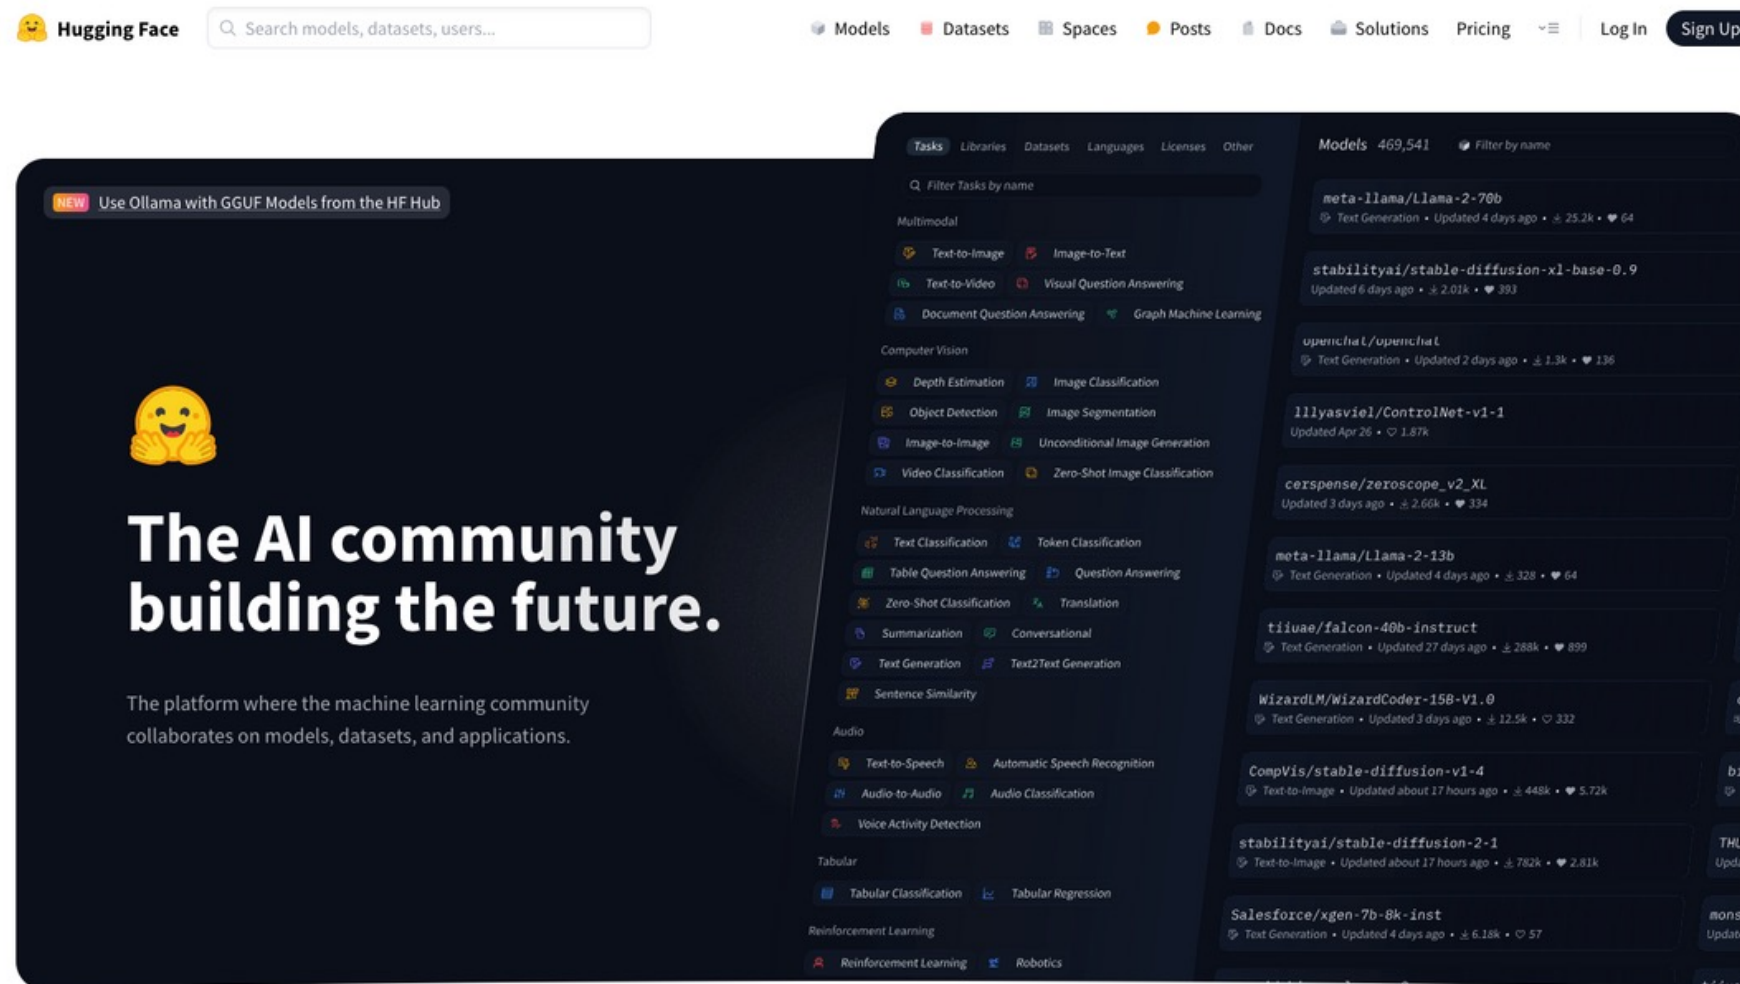 Hugging Face
Search models, datasets, users...
Models
Datasets
Spaces
Posts
Docs
Solutions
Pricing
Log In
Sign Up
NEW Use Ollama with GGUF Models from the HF Hub
The AI community
building the future.
The platform where the machine learning community
collaborates on models, datasets, and applications.
Tasks Libraries Datasets Languages Licenses Other
Filter Tasks by name
Multimodal
Text-to-Image Image-to-Text
Text-to-Video Visual Question Answering
Document Question Answering Graph Machine Learning
Computer Vision
Depth Estimation Image Classification
Object Detection Image Segmentation
Image-to-Image Unconditional Image Generation
Video Classification Zero-Shot Image Classification
Natural Language Processing
Text Classification Token Classification
Table Question Answering Question Answering
Zero-Shot Classification Translation
Summarization Conversational
Text Generation Text2Text Generation
Sentence Similarity
Audio
Text-to-Speech Automatic Speech Recognition
Audio-to-Audio Audio Classification
Voice Activity Detection
Tabular
Tabular Classification Tabular Regression
Reinforcement Learning
Reinforcement Learning Robotics
Models 469,541 Filter by name
meta-llama/Llama-2-70b
Text Generation • Updated 4 days ago • 25.2k • 64
stabilityai/stable-diffusion-xl-base-0.9
Updated 6 days ago • 2.01k • 393
openchat/openchat
Text Generation • Updated 2 days ago • 1.3k • 136
lllyasviel/ControlNet-v1-1
Updated Apr 26 • 1.87k
cerspense/zeroscope_v2_XL
Updated 3 days ago • 2.66k • 334
meta-llama/Llama-2-13b
Text Generation • Updated 4 days ago • 328 • 64
tiiuae/falcon-40b-instruct
Text Generation • Updated 27 days ago • 288k • 899
WizardLM/WizardCoder-15B-V1.0
Text Generation • Updated 3 days ago • 12.5k • 332
CompVis/stable-diffusion-v1-4
Text-to-Image • Updated about 17 hours ago • 448k • 5.72k
stabilityai/stable-diffusion-2-1
Text-to-Image • Updated about 17 hours ago • 782k • 2.81k
Salesforce/xgen-7b-8k-inst
Text Generation • Updated 4 days ago • 6.18k • 57